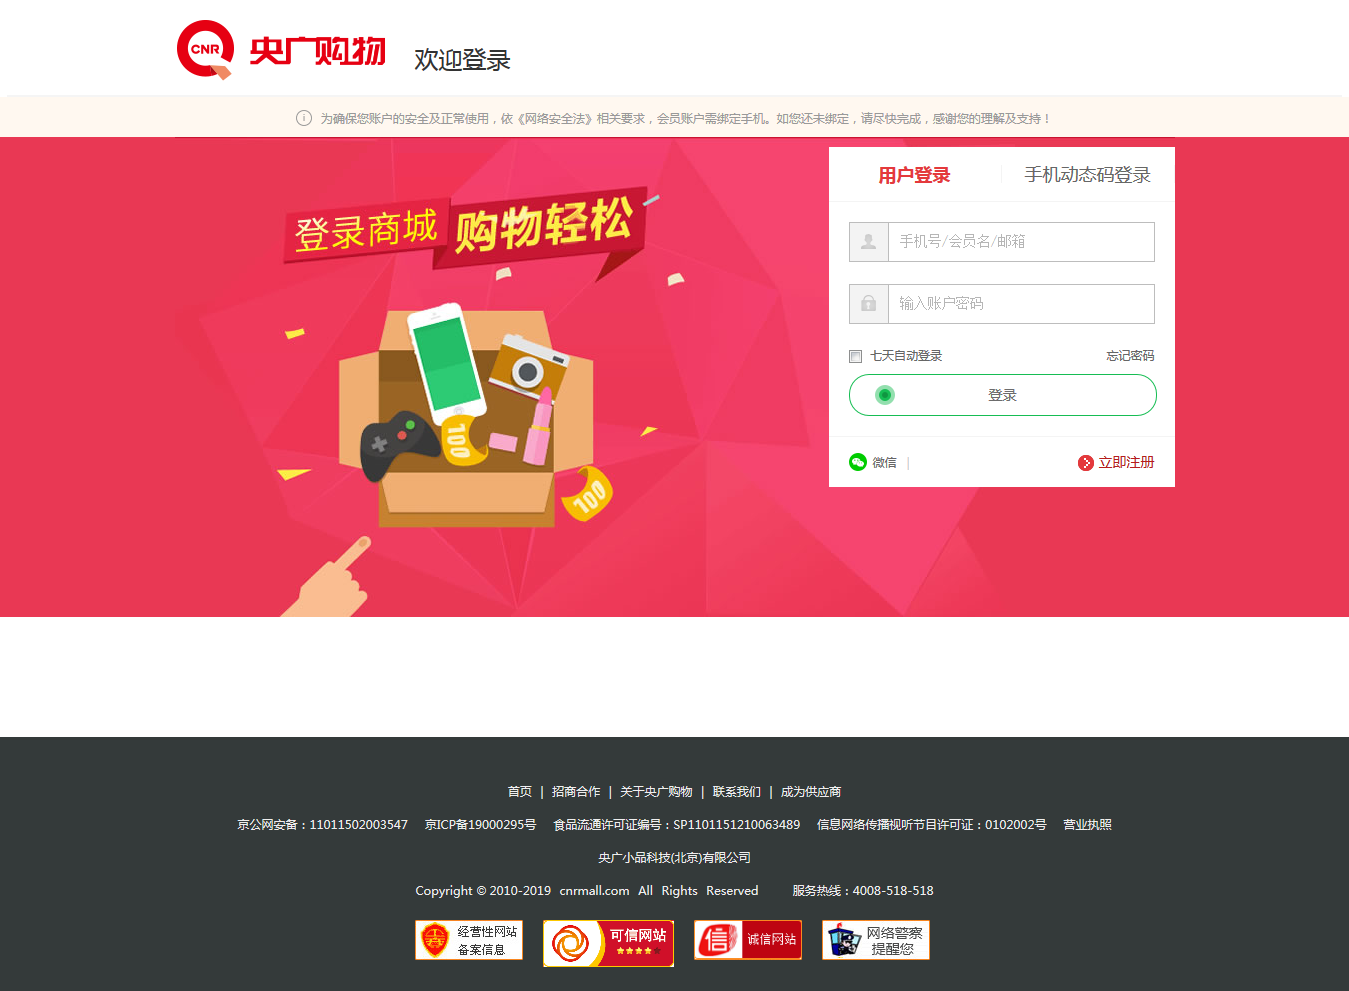 CNR 央广购物 欢迎登录
为确保您账户的安全及正常使用，依《网络安全法》相关要求，会员账户需绑定手机。如您还未绑定，请尽快完成，感谢您的理解及支持！
登录商城 购物轻松
用户登录 手机动态码登录
手机号/会员名/邮箱
输入账户密码
七天自动登录 忘记密码
登录
微信 | 立即注册
100
100
首页 | 招商合作 | 关于央广购物 | 联系我们 | 成为供应商
京公网安备：11011502003547 京ICP备19000295号 食品流通许可证编号：SP1101151210063489 信息网络传播视听节目许可证：0102002号 营业执照
央广小品科技(北京)有限公司
Copyright © 2010-2019 cnrmall.com All Rights Reserved 服务热线：4008-518-518
经营性网站
备案信息
可信网站
信 诚信网站
网络警察
提醒您